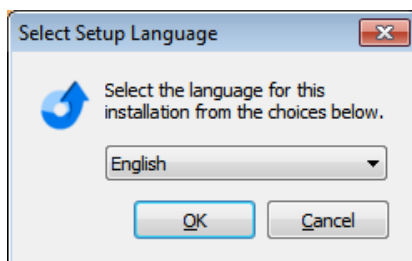 Select Setup Language
Select the language for this
installation from the choices below.
English
OK
Cancel